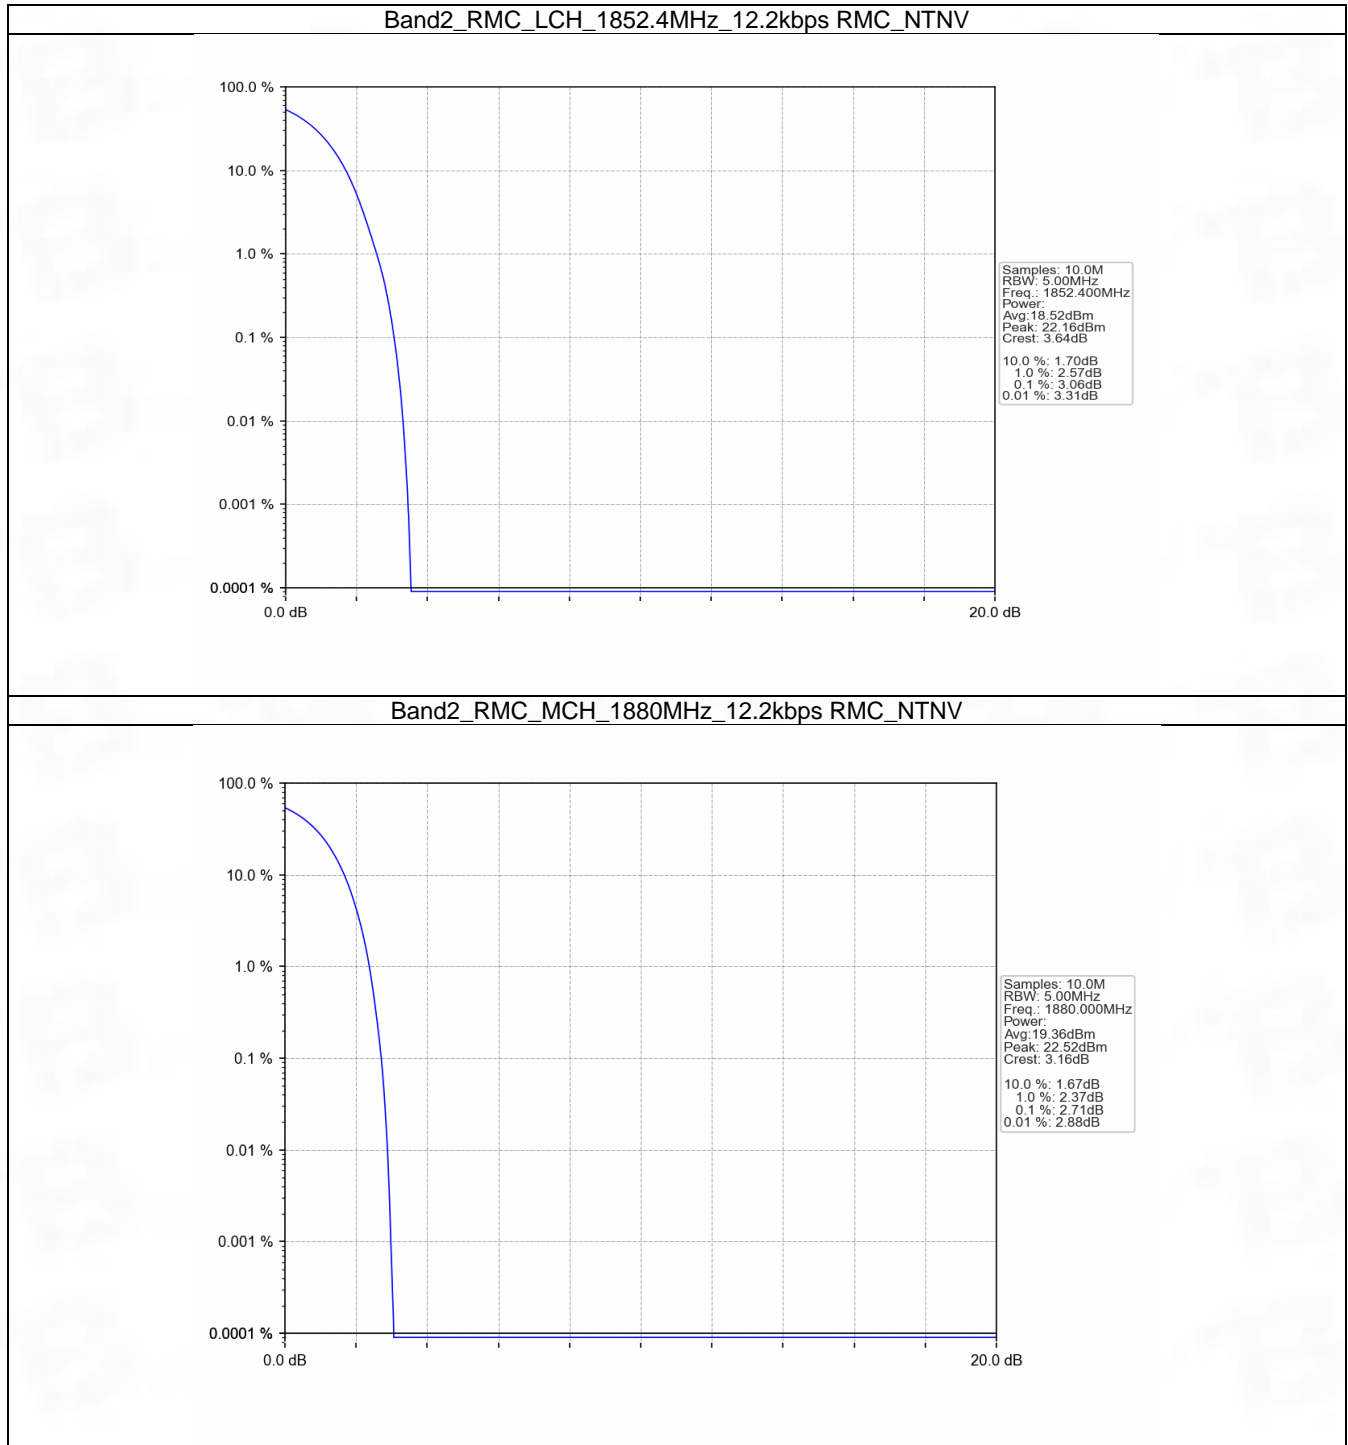 Band2_RMC_LCH_1852.4MHz_12.2kbps RMC_NTNV
100.0 %
10.0 %
1.0 %
0.1 %
0.01 %
0.001 %
0.0001 %
0.0 dB
20.0 dB
Samples: 10.0M
RBW: 5.00MHz
Freq.: 1852.400MHz
Power:
Avg:18.52dBm
Peak: 22.16dBm
Crest: 3.64dB
10.0 %: 1.70dB
1.0 %: 2.57dB
0.1 %: 3.06dB
0.01 %: 3.31dB
Band2_RMC_MCH_1880MHz_12.2kbps RMC_NTNV
100.0 %
10.0 %
1.0 %
0.1 %
0.01 %
0.001 %
0.0001 %
0.0 dB
20.0 dB
Samples: 10.0M
RBW: 5.00MHz
Freq.: 1880.000MHz
Power:
Avg:19.36dBm
Peak: 22.52dBm
Crest: 3.16dB
10.0 %: 1.67dB
1.0 %: 2.37dB
0.1 %: 2.71dB
0.01 %: 2.88dB